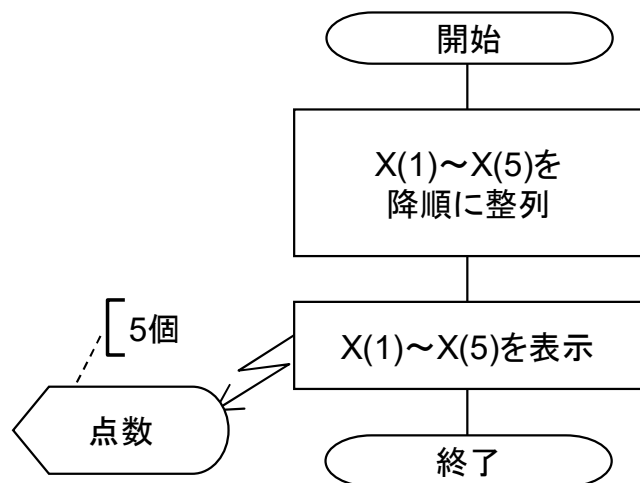 開始
X(1)～X(5)を
降順に整列
5個
X(1)～X(5)を表示
点数
終了